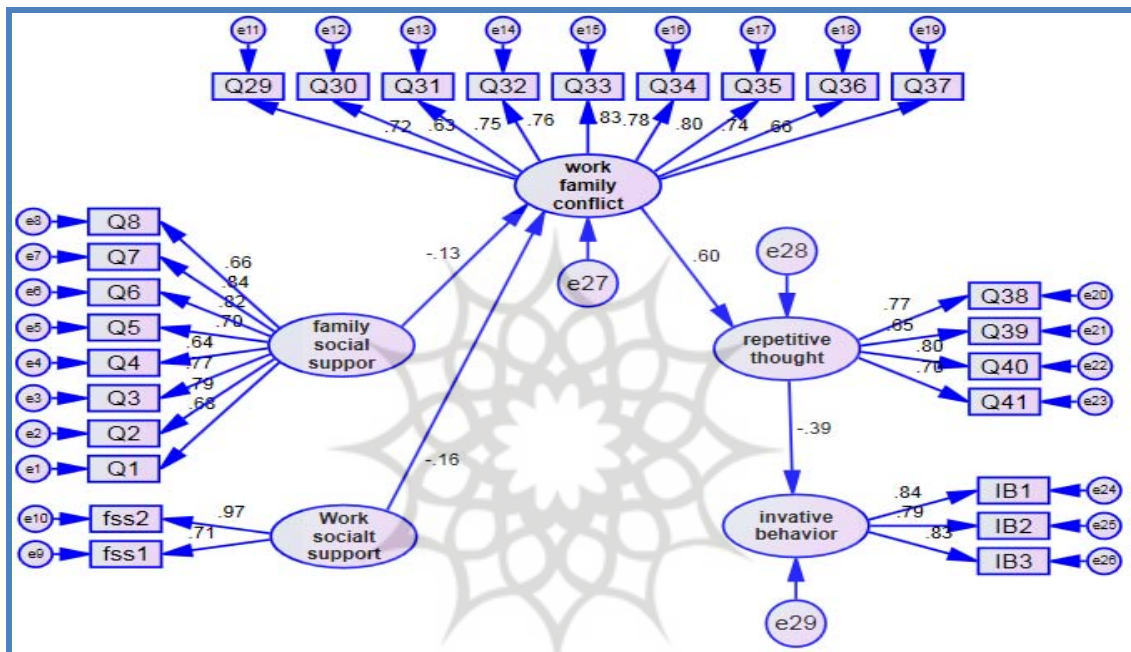 e11 e12 e13 e14 e15 e16 e17 e18 e19
Q29 Q30 Q31 Q32 Q33 Q34 Q35 Q36 Q37
.72 .63 .75 .76 .83 .78 .80 .74 .66
work
family
conflict
e27
e8 Q8
e7 Q7
e6 Q6
e5 Q5
e4 Q4
e3 Q3
e2 Q2
e1 Q1
.66
.84
.82
.70
.64
.77
.79
.68
family
social
suppor
-.13
-.16
.60
e28
repetitive
thought
.77
.65
.80
.70
Q38 e20
Q39 e21
Q40 e22
Q41 e23
-.39
e10 fss2 .97
e9 fss1 .71
Work
socialt
support
invative
behavior
e29
.84
.79
.83
IB1 e24
IB2 e25
IB3 e26